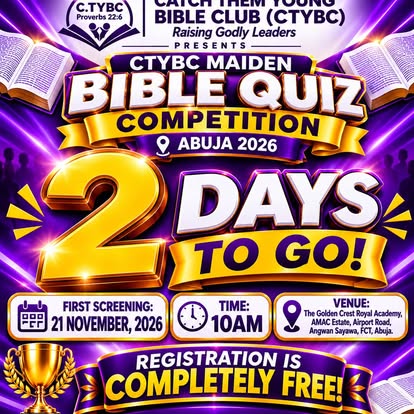 C.TYBC
Proverbs 22:6
CATCH THEM YOUNG
BIBLE CLUB (CTYBC)
Raising Godly Leaders
PRESENTS
CTYBC MAIDEN
BIBLE QUIZ
COMPETITION
ABUJA 2026
2 DAYS
TO GO!
FIRST SCREENING:
21 NOVEMBER, 2026
TIME:
10AM
VENUE:
The Golden Crest Royal Academy,
AMAC Estate, Airport Road,
Angwan Sayawa, FCT, Abuja.
REGISTRATION IS
COMPLETELY FREE!